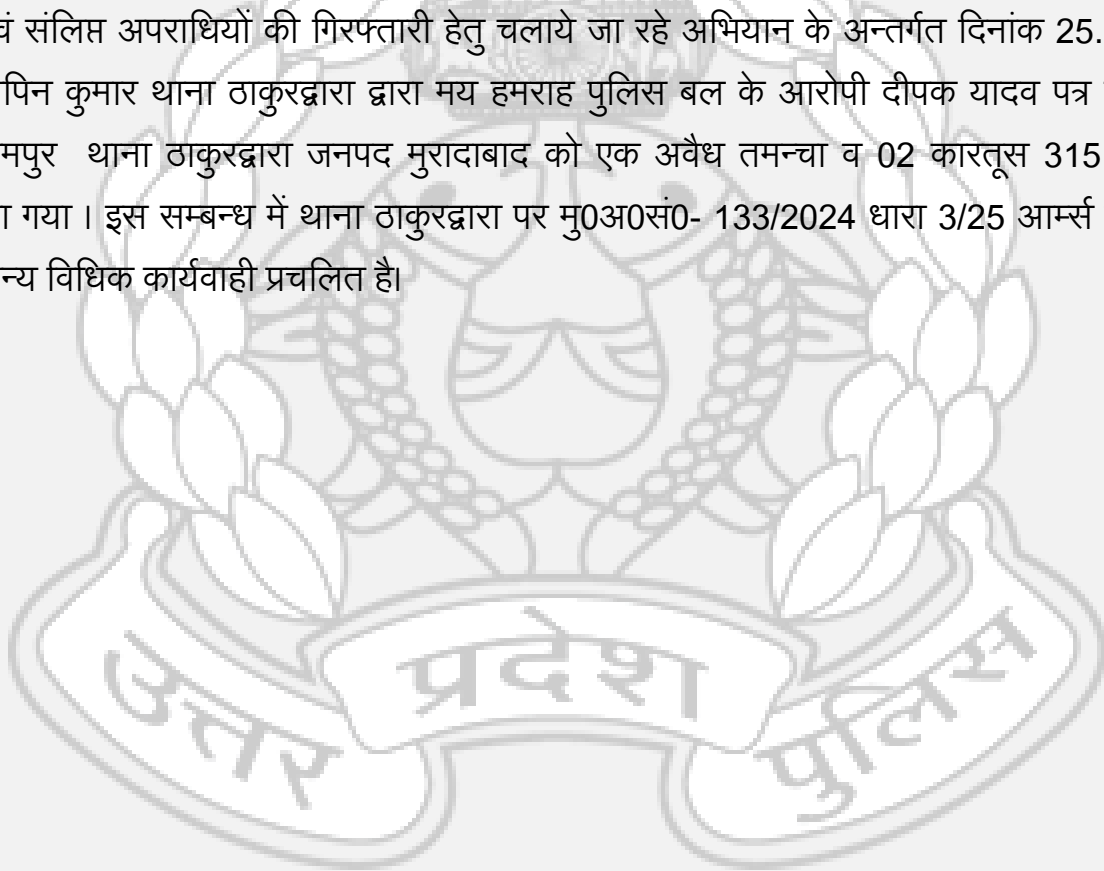 वं संलिप्त अपराधियों की गिरफ्तारी हेतु चलाये जा रहे अभियान के अन्तर्गत दिनांक 25.
पिन कुमार थाना ठाकुरद्वारा द्वारा मय हमराह पुलिस बल के आरोपी दीपक यादव पत्र
मपुर थाना ठाकुरद्वारा जनपद मुरादाबाद को एक अवैध तमन्चा व 02 कारतूस 315
ा गया । इस सम्बन्ध में थाना ठाकुरद्वारा पर मु0अ0सं0- 133/2024 धारा 3/25 आर्म्स
न्य विधिक कार्यवाही प्रचलित है।
उत्तर प्रदेश पुलिस